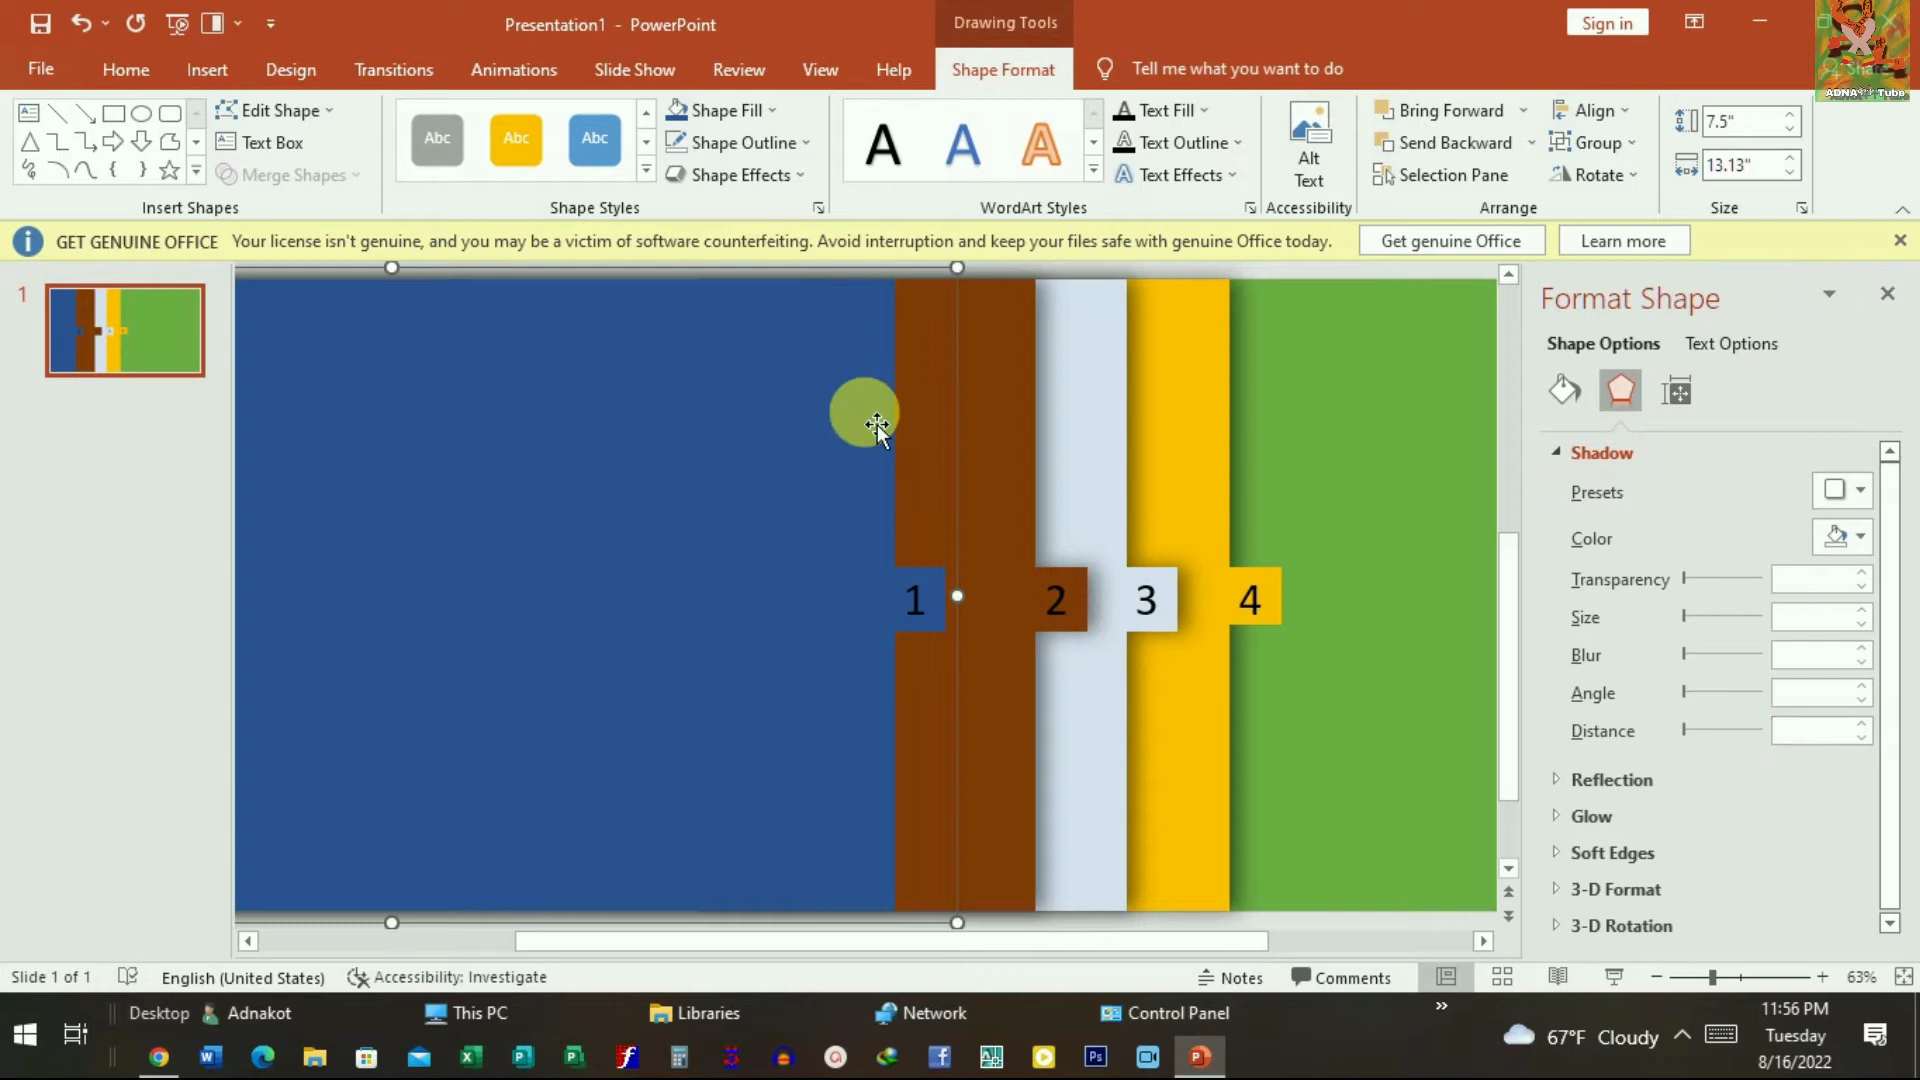 Presentation1 - PowerPoint
Drawing Tools
Sign in
File Home Insert Design Transitions Animations Slide Show Review View Help Shape Format Tell me what you want to do Share
ADNA Tube
Edit Shape
Text Box
Merge Shapes
Insert Shapes
Abc Abc Abc
Shape Fill
Shape Outline
Shape Effects
Shape Styles
A A A
Text Fill
Text Outline
Text Effects
WordArt Styles
Alt
Text
Accessibility
Bring Forward
Send Backward
Selection Pane
Align
Group
Rotate
Arrange
7.5"
13.13"
Size
GET GENUINE OFFICE Your license isn't genuine, and you may be a victim of software counterfeiting. Avoid interruption and keep your files safe with genuine Office today. Get genuine Office Learn more
1
1 2 3 4
Format Shape
Shape Options Text Options
Shadow
Presets
Color
Transparency
Size
Blur
Angle
Distance
Reflection
Glow
Soft Edges
3-D Format
3-D Rotation
Slide 1 of 1 English (United States) Accessibility: Investigate Notes Comments 63%
Desktop Adnakot This PC Libraries Network Control Panel
67°F Cloudy
11:56 PM
Tuesday
8/16/2022